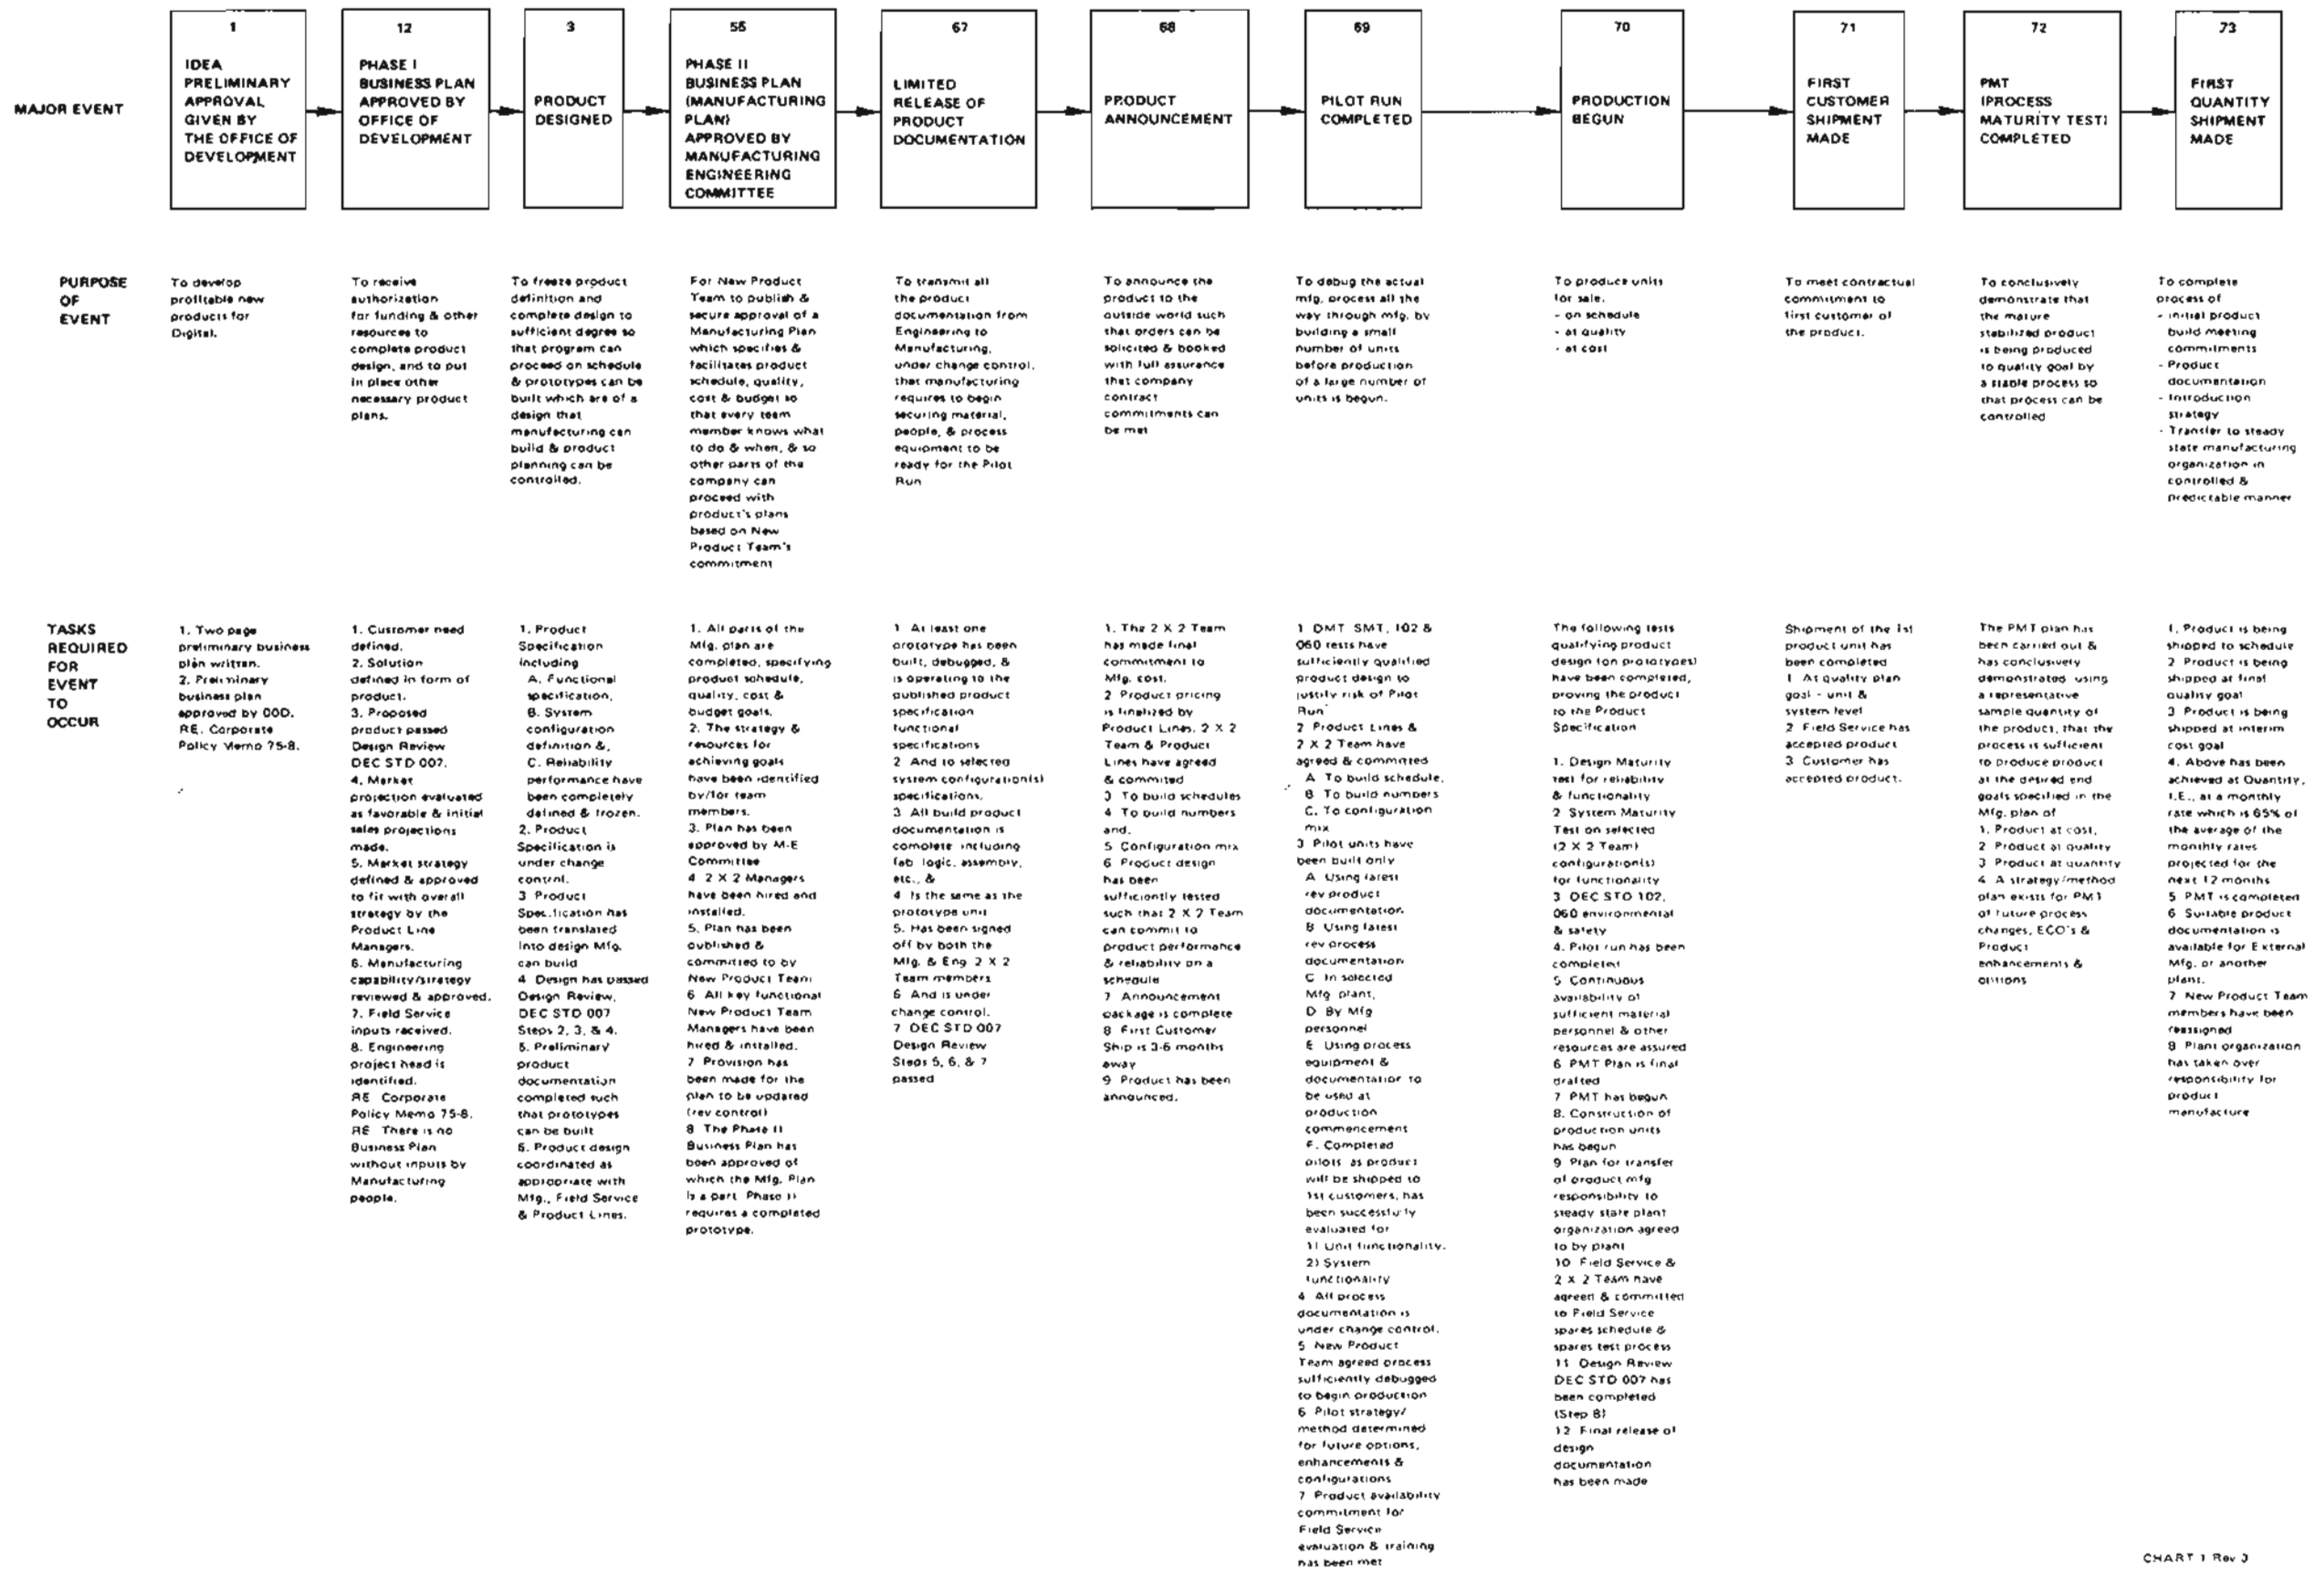 MAJOR EVENT
1
IDEA
PRELIMINARY
APPROVAL
GIVEN BY
THE OFFICE OF
DEVELOPMENT
12
PHASE I
BUSINESS PLAN
APPROVED BY
OFFICE OF
DEVELOPMENT
3
PRODUCT
DESIGNED
55
PHASE II
BUSINESS PLAN
(MANUFACTURING
PLAN)
APPROVED BY
MANUFACTURING
ENGINEERING
COMMITTEE
67
LIMITED
RELEASE OF
PRODUCT
DOCUMENTATION
68
PRODUCT
ANNOUNCEMENT
69
PILOT RUN
COMPLETED
70
PRODUCTION
BEGUN
71
FIRST
CUSTOMER
SHIPMENT
MADE
72
PMT
(PROCESS
MATURITY TEST)
COMPLETED
73
FIRST
QUANTITY
SHIPMENT
MADE
PURPOSE
OF
EVENT
To develop
profitable new
products for
Digital.
To receive
authorization
for funding & other
resources to
complete product
design, and to put
in place other
necessary product
plans.
To freeze product
definition and
complete design to
sufficient degree so
that program can
proceed on schedule
& prototypes can be
built which are of a
design that
manufacturing can
build & product
planning can be
controlled.
For New Product
Team to publish &
secure approval of a
Manufacturing Plan
which specifies &
facilitates product
schedule, quality,
cost & budget so
that every team
member knows what
to do & when, & so
other parts of the
company can
proceed with
product's plans
based on New
Product Team's
commitment
To transmit all
the product
documentation from
Engineering to
Manufacturing,
under change control,
that manufacturing
requires to begin
securing material,
people, & process
equipment to be
ready for the Pilot
Run
To announce the
product to the
outside world such
that orders can be
solicited & booked
with full assurance
that company
contract
commitments can
be met
To debug the actual
mfg. process all the
way through mfg. by
building a small
number of units
before production
of a large number of
units is begun.
To produce units
for sale.
- on schedule
- at quality
- at cost
To meet contractual
commitment to
first customer of
the product.
To conclusively
demonstrate that
the mature
stabilized product
is being produced
to quality goal by
a stable process so
that process can be
controlled
To complete
process of
- initial product
build meeting
commitments
- Product
documentation
- Introduction
strategy
- Transfer to steady
state manufacturing
organization in
controlled &
predictable manner
TASKS
REQUIRED
FOR
EVENT
TO
OCCUR
1. Two page
preliminary business
plan written.
2. Preliminary
business plan
approved by OOD.
RE. Corporate
Policy Memo 75-8.
1. Customer need
defined.
2. Solution
defined in form of
product.
3. Proposed
product passed
Design Review
DEC STD 007.
4. Market
projection evaluated
as favorable & initial
sales projections
made.
5. Market strategy
defined & approved
to fit with overall
strategy by the
Product Line
Managers.
6. Manufacturing
capability/strategy
reviewed & approved.
7. Field Service
inputs received.
8. Engineering
project head is
identified.
RE Corporate
Policy Memo 75-8.
RE There is no
Business Plan
without inputs by
Manufacturing
people.
1. Product
Specification
including
A. Functional
specification,
B. System
configuration
definition &,
C. Reliability
performance have
been completely
defined & frozen.
2. Product
Specification is
under change
control.
3 Product
Specification has
been translated
into design Mfg.
can build
4 Design has passed
Design Review,
DEC STD 007
Steps 2, 3, & 4.
5. Preliminary
product
documentation
completed such
that prototypes
can be built
6. Product design
coordinated as
appropriate with
Mfg., Field Service
& Product Lines.
1. All parts of the
Mfg. plan are
completed, specifying
product schedule,
quality, cost &
budget goals.
2. The strategy &
resources for
achieving goals
have been identified
by/for team
members.
3. Plan has been
approved by M-E
Committee
4 2 X 2 Managers
have been hired and
installed.
5. Plan has been
published &
committed to by
New Product Team
6 All key functional
New Product Team
Managers have been
hired & installed.
7 Provision has
been made for the
plan to be updated
(rev control)
8 The Phase II
Business Plan has
been approved of
which the Mfg. Plan
is a part Phase II
requires a completed
prototype.
1 At least one
prototype has been
built, debugged, &
is operating to the
published product
specification
functional
specifications
2 And to selected
system configuration(s)
specifications.
3 All build product
documentation is
complete including
fab logic, assembly,
etc., &
4 Is the same as the
prototype unit
5. Has been signed
off by both the
Mfg. & Eng 2 X 2
Team members
6 And is under
change control.
7 DEC STD 007
Design Review
Steps 5, 6, & 7
passed
1. The 2 X 2 Team
has made final
commitment to
Mfg. cost.
2 Product pricing
is finalized by
Product Lines. 2 X 2
Team & Product
Lines have agreed
& commited
3 To build schedules
4 To build numbers
and.
5 Configuration mix
6 Product design
has been
sufficiently tested
such that 2 X 2 Team
can commit to
product performance
& reliability on a
schedule
7 Announcement
package is complete
8 First Customer
Ship is 3-6 months
away
9 Product has been
announced.
1 DMT SMT, 102 &
060 tests have
sufficiently qualified
product design to
justify risk of Pilot
Run
2 Product Lines &
2 X 2 Team have
agreed & committed
A To build schedule,
B To build numbers
C. To configuration
mix
3 Pilot units have
been built only
A Using latest
rev product
documentation
B Using latest
rev process
documentation
C In selected
Mfg plant,
D By Mfg
personnel
E Using process
equipment &
documentation to
be used at
production
commencement
F. Completed
pilots as product
will be shipped to
1st customers, has
been successfully
evaluated for
1) Unit functionality.
2) System
functionality
4 All process
documentation is
under change control.
5 New Product
Team agreed process
sufficiently debugged
to begin production
6 Pilot strategy/
method determined
for future options,
enhancements &
configurations
7 Product availability
commitment for
Field Service
evaluation & training
has been met
The following tests
qualifying product
design (on prototypes)
have been completed,
proving the product
to the Product
Specification
1. Design Maturity
test for reliability
& functionality
2 System Maturity
Test on selected
(2 X 2 Team)
configuration(s)
for functionality
3 DEC STD 102,
060 environmental
& safety
4. Pilot run has been
completed
5 Continuous
availability of
sufficient material
personnel & other
resources are assured
6 PMT Plan is final
drafted
7 PMT has begun
8. Construction of
production units
has begun
9 Plan for transfer
of product mfg
responsibility to
steady state plant
organization agreed
to by plant
10 Field Service &
2 X 2 Team have
agreed & committed
to Field Service
spares schedule &
spares test process
11 Design Review
DEC STD 007 has
been completed
(Step 8)
12 Final release of
design
documentation
has been made
Shipment of the 1st
product unit has
been completed
1 At quality plan
goal - unit &
system level
2 Field Service has
accepted product
3 Customer has
accepted product.
The PMT plan has
been carried out &
has conclusively
demonstrated using
a representative
sample quantity of
the product, that the
process is sufficient
to produce product
at the desired end
goals specified in the
Mfg. plan of
1. Product at cost,
2 Product at quality
3 Product at quantity
4 A strategy/method
plan exists for PMT
of future process
changes, ECO's &
Product
enhancements &
options
1. Product is being
shipped to schedule
2 Product is being
shipped at final
quality goal
3 Product is being
shipped at interim
cost goal
4. Above has been
achieved at Quantity,
I.E., at a monthly
rate which is 65% of
the average of the
monthly rates
projected for the
next 12 months
5 PMT is completed
6 Suitable product
documentation is
available for External
Mfg. or another
plant.
7 New Product Team
members have been
reassigned
8 Plant organization
has taken over
responsibility for
product
manufacture
CHART 1 Rev 3